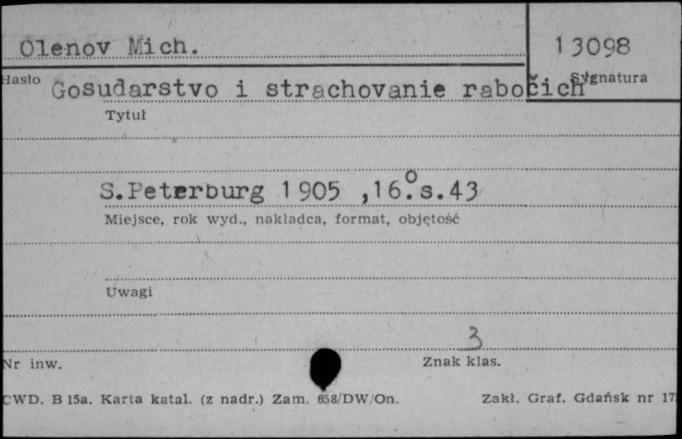 Olenov Mich.
13098
Hasło
Sygnatura
Gosudarstvo i strachovanie rabočich
Tytuł
S.Peterburg 1905 ,16.° s.43
Miejsce, rok wyd., nakładca, format, objętość
Uwagi
3
Nr inw.
Znak klas.
CWD. B 15a. Karta katal. (z nadr.) Zam. 658/DW/On.
Zakł. Graf. Gdańsk nr 17